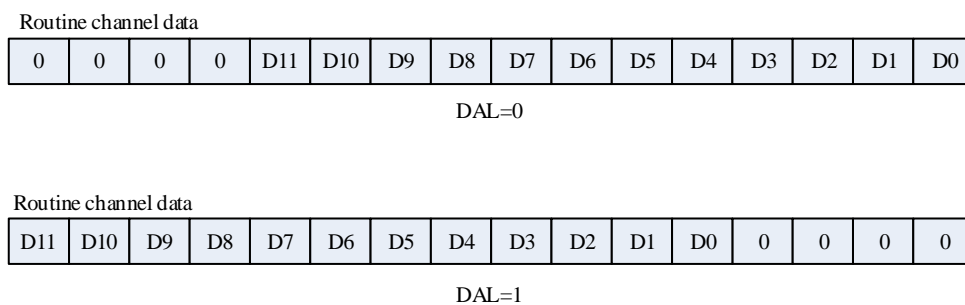 Routine channel data
0 0 0 0 D11 D10 D9 D8 D7 D6 D5 D4 D3 D2 D1 D0
DAL=0
Routine channel data
D11 D10 D9 D8 D7 D6 D5 D4 D3 D2 D1 D0 0 0 0 0
DAL=1